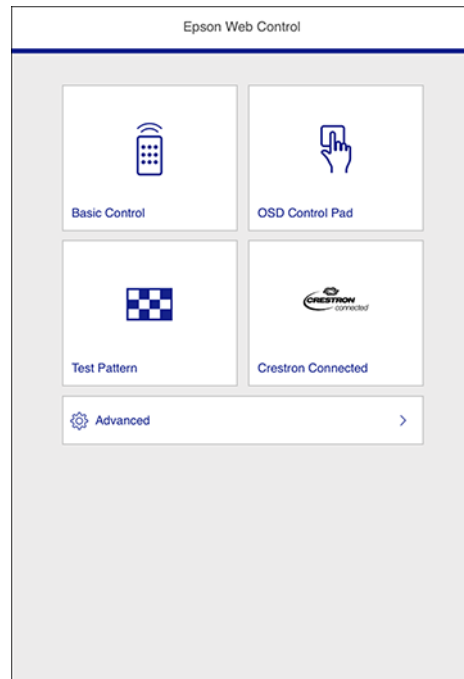 Epson Web Control
Basic Control
OSD Control Pad
Test Pattern
CRESTRON
connected
Crestron Connected
Advanced